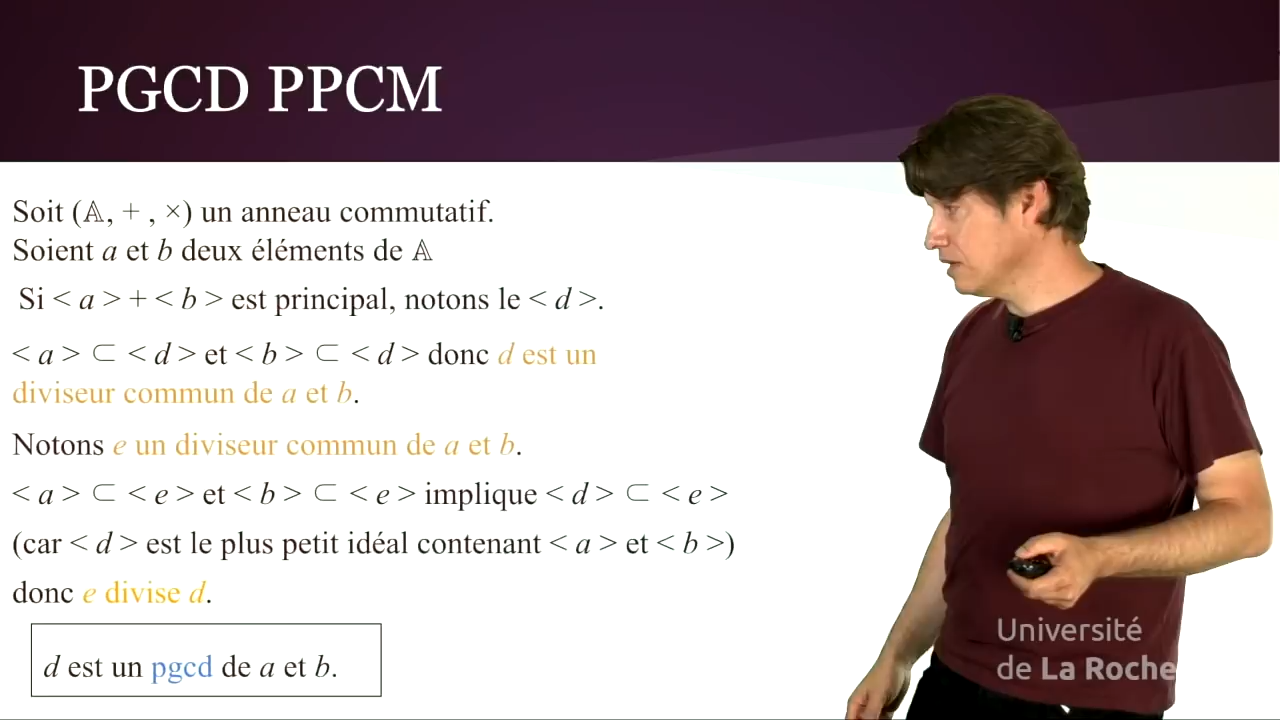 PGCD PPCM
Soit (𝔸, + , ×) un anneau commutatif.
Soient a et b deux éléments de 𝔸
Si < a > + < b > est principal, notons le < d >.
< a > ⊂ < d > et < b > ⊂ < d > donc d est un
diviseur commun de a et b.
Notons e un diviseur commun de a et b.
< a > ⊂ < e > et < b > ⊂ < e > implique < d > ⊂ < e >
(car < d > est le plus petit idéal contenant < a > et < b >)
donc e divise d.
d est un pgcd de a et b.
Université
de La Roche